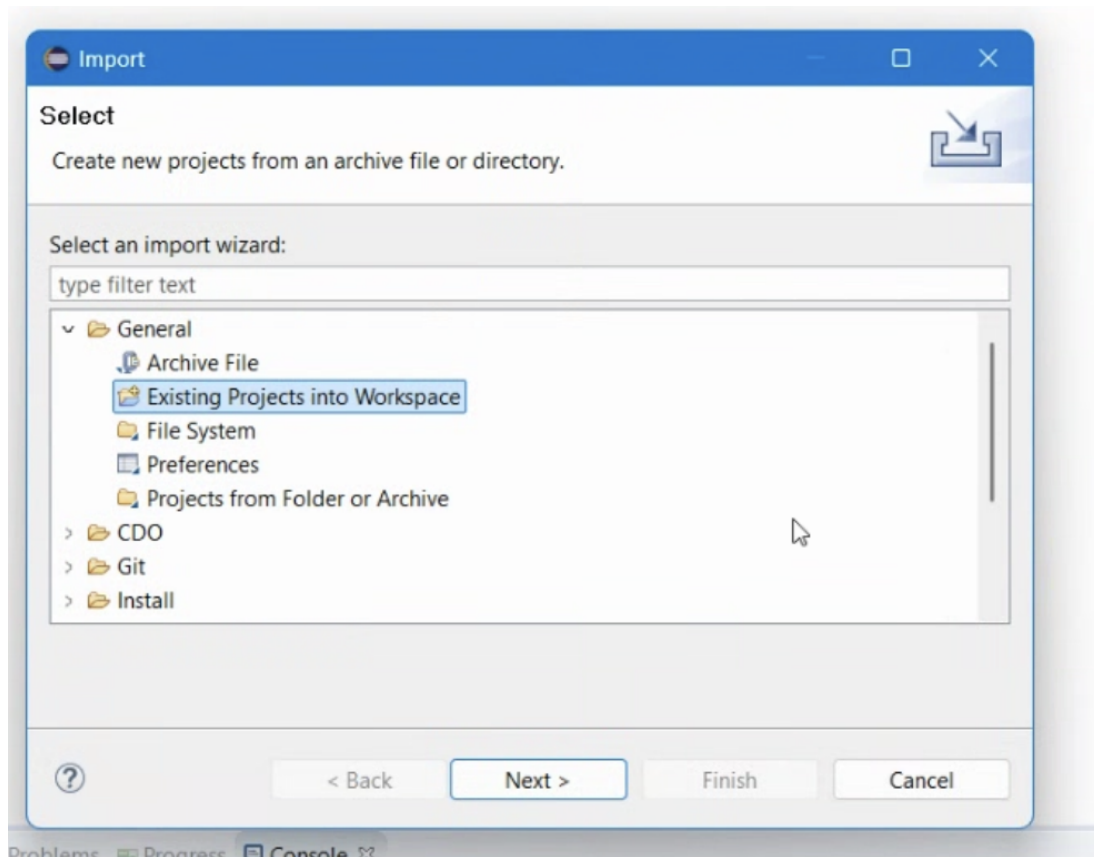 Import
Select
Create new projects from an archive file or directory.
Select an import wizard:
type filter text
General
Archive File
Existing Projects into Workspace
File System
Preferences
Projects from Folder or Archive
CDO
Git
Install
? < Back Next > Finish Cancel
Problems Progress Console